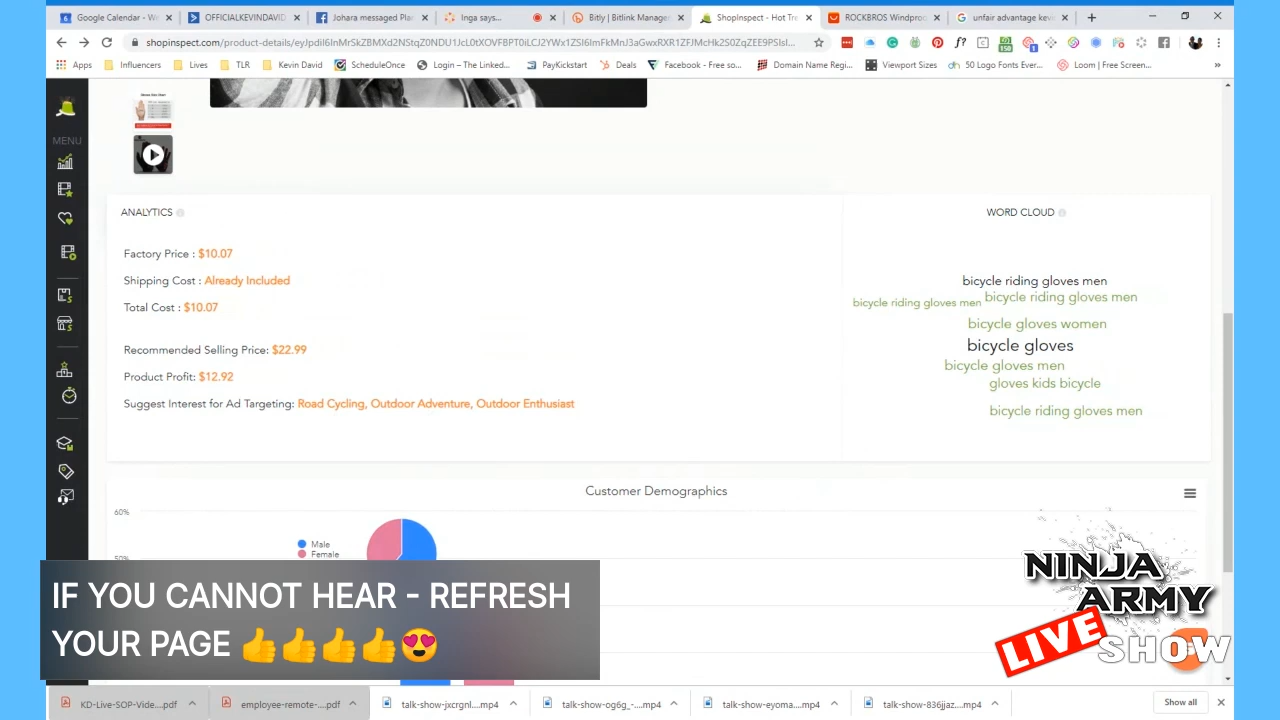 Google Calendar - We
OFFICIALKEVINDAVID
Johara messaged Pla
Inga says...
Bitly | Bitlink Manage
ShopInspect - Hot Tr
ROCKBROS Windproo
unfair advantage kevi
Apps
Influencers
Lives
TLR
Kevin David
ScheduleOnce
Login – The Linked...
PayKickstart
Deals
Facebook - Free so...
Domain Name Regi...
Viewport Sizes
50 Logo Fonts Ever...
Loom | Free Screen...
»
MENU
ANALYTICS
Factory Price : $10.07
Shipping Cost : Already Included
Total Cost : $10.07
Recommended Selling Price: $22.99
Product Profit: $12.92
Suggest Interest for Ad Targeting: Road Cycling, Outdoor Adventure, Outdoor Enthusiast
WORD CLOUD
bicycle riding gloves men
bicycle riding gloves men
bicycle riding gloves men
bicycle gloves women
bicycle gloves
bicycle gloves men
gloves kids bicycle
bicycle riding gloves men
Customer Demographics
60%
Male
Female
50%
IF YOU CANNOT HEAR - REFRESH
YOUR PAGE 👍👍👍👍😍
NINJA
ARMY
LIVE
SHOW
KD-Live-SOP-Vide....pdf
employee-remote-....pdf
talk-show-jxcrgnl....mp4
talk-show-og6g_-....mp4
talk-show-eyoma....mp4
talk-show-836jjaz....mp4
Show all